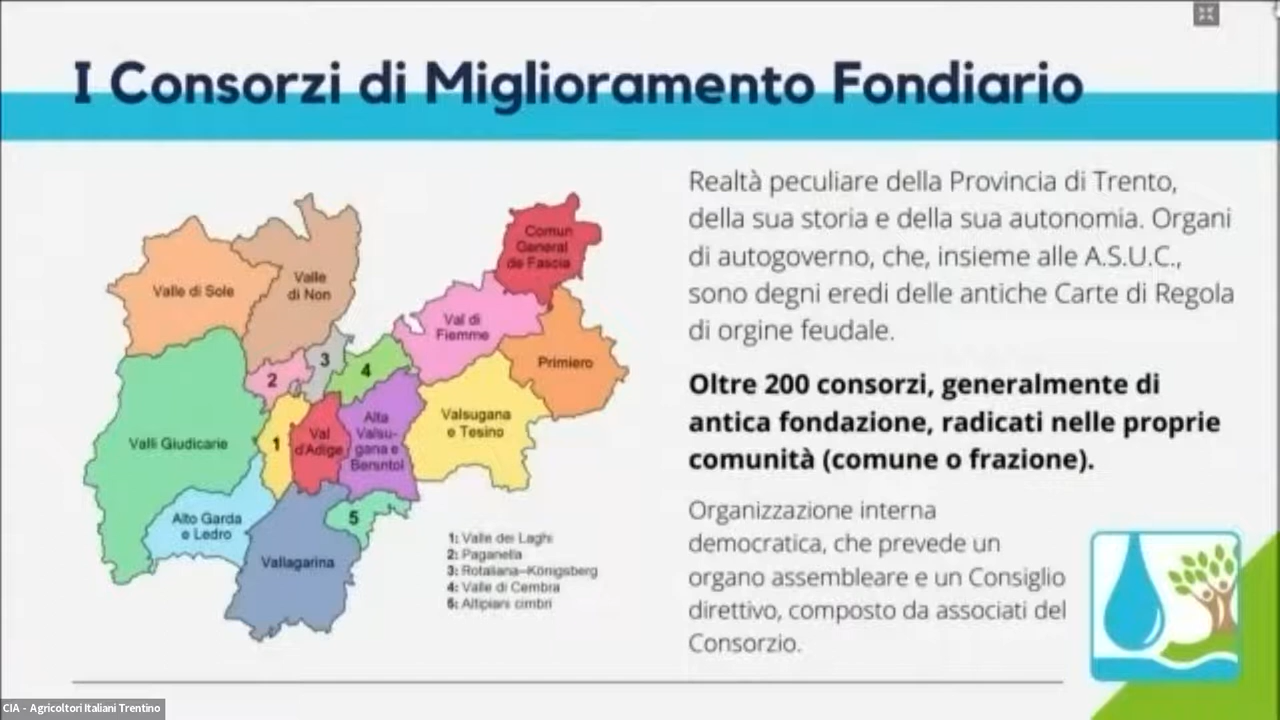 I Consorzi di Miglioramento Fondiario
Realtà peculiare della Provincia di Trento,
della sua storia e della sua autonomia. Organi
di autogoverno, che, insieme alle A.S.U.C.,
sono degni eredi delle antiche Carte di Regola
di orgine feudale.
Oltre 200 consorzi, generalmente di
antica fondazione, radicati nelle proprie
comunità (comune o frazione).
Organizzazione interna
democratica, che prevede un
organo assembleare e un Consiglio
direttivo, composto da associati del
Consorzio.
Comun
General
de Fascia
Valle di Sole
Valle
di Non
Val di
Fiemme
Primiero
3
2
4
Valli Giudicarie
1
Val
d'Adige
Alta
Valsu-
gana e
Bersntol
Valsugana
e Tesino
Alto Garda
e Ledro
5
Vallagarina
1: Valle dei Laghi
2: Paganella
3: Rotaliana–Königsberg
4: Valle di Cembra
5: Altipiani cimbri
CIA - Agricoltori Italiani Trentino